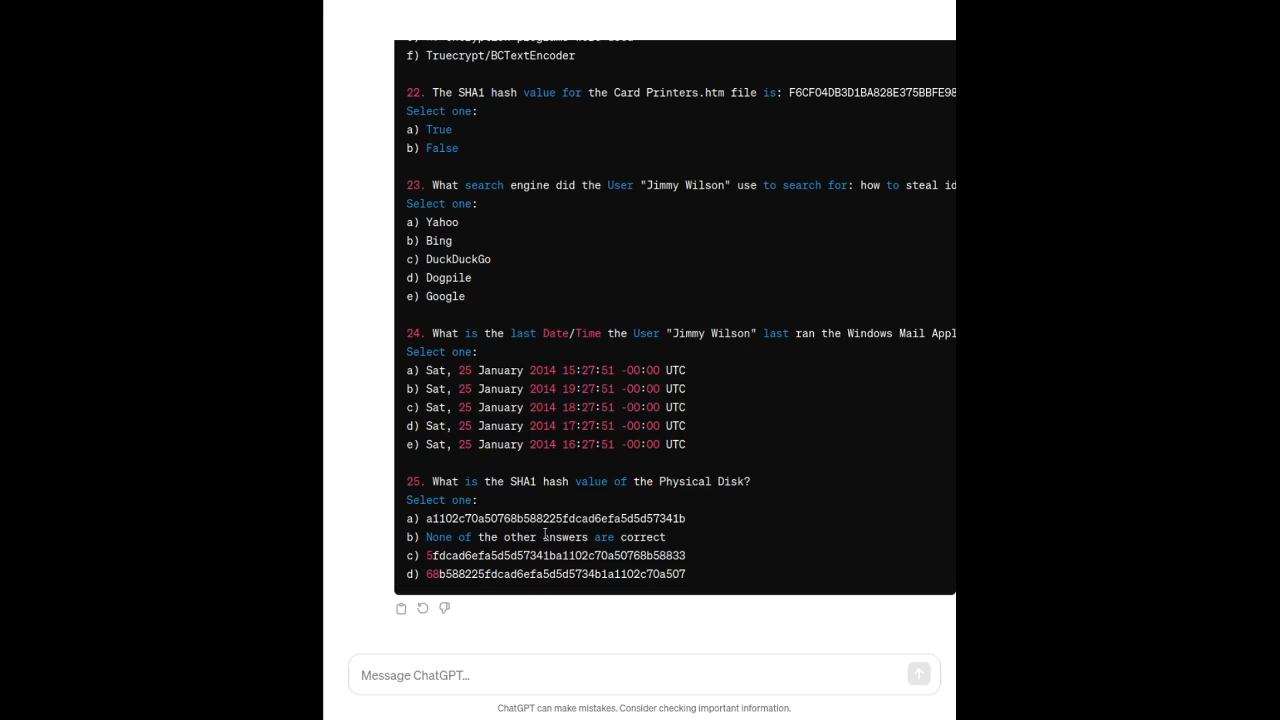 f) Truecrypt/BCTextEncoder
22. The SHA1 hash value for the Card Printers.htm file is: F6CF04DB3D1BA828E375BBFE98
Select one:
a) True
b) False
23. What search engine did the User "Jimmy Wilson" use to search for: how to steal id
Select one:
a) Yahoo
b) Bing
c) DuckDuckGo
d) Dogpile
e) Google
24. What is the last Date/Time the User "Jimmy Wilson" last ran the Windows Mail Appl
Select one:
a) Sat, 25 January 2014 15:27:51 -00:00 UTC
b) Sat, 25 January 2014 19:27:51 -00:00 UTC
c) Sat, 25 January 2014 18:27:51 -00:00 UTC
d) Sat, 25 January 2014 17:27:51 -00:00 UTC
e) Sat, 25 January 2014 16:27:51 -00:00 UTC
25. What is the SHA1 hash value of the Physical Disk?
Select one:
a) a1102c70a50768b588225fdcad6efa5d5d57341b
b) None of the other answers are correct
c) 5fdcad6efa5d5d57341ba1102c70a50768b58833
d) 68b588225fdcad6efa5d5d5734b1a1102c70a507
Message ChatGPT...
ChatGPT can make mistakes. Consider checking important information.